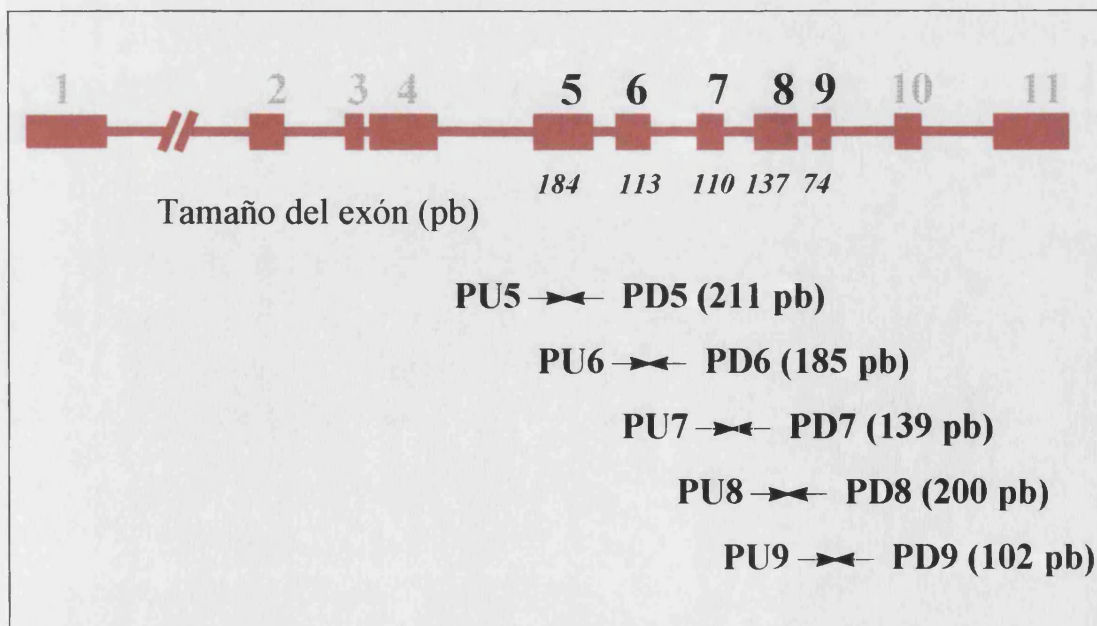 1 2 3 4 5 6 7 8 9 10 11
184 113 110 137 74
Tamaño del exón (pb)
PU5 PD5 (211 pb)
PU6 PD6 (185 pb)
PU7 PD7 (139 pb)
PU8 PD8 (200 pb)
PU9 PD9 (102 pb)